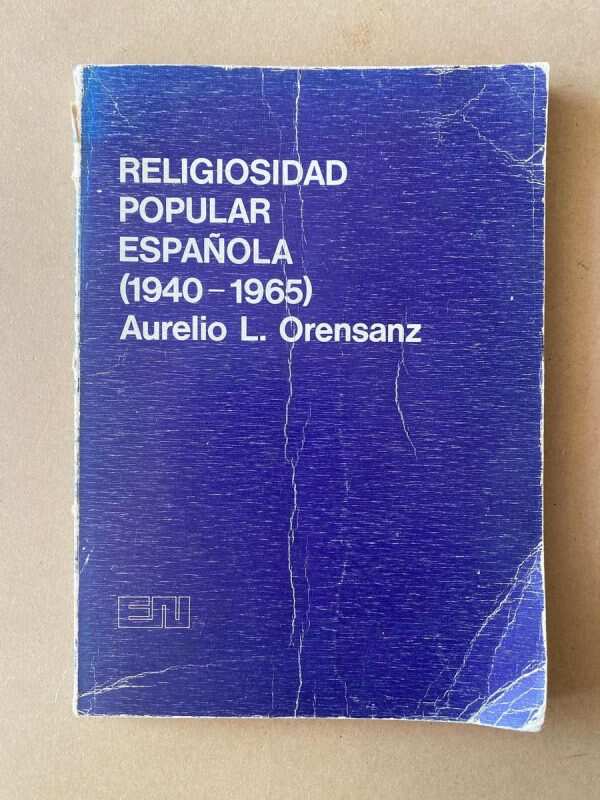 RELIGIOSIDAD
POPULAR
ESPAÑOLA
(1940–1965)
Aurelio L. Orensanz
EN